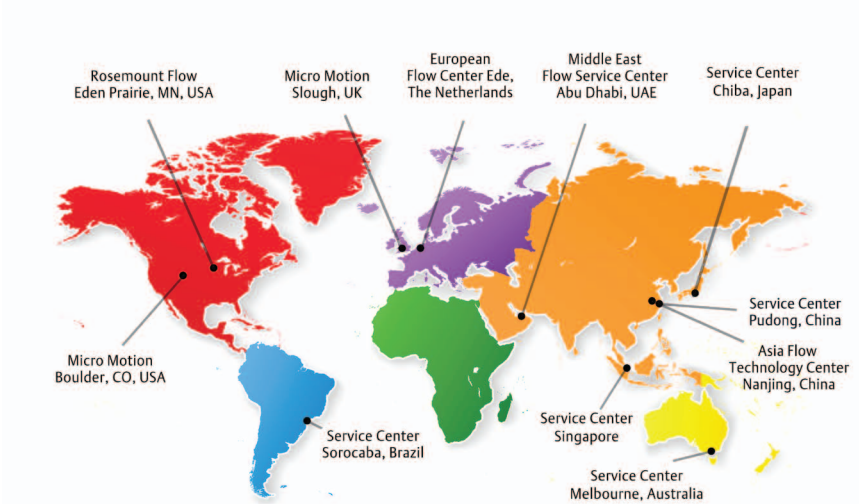 Rosemount Flow
Eden Prairie, MN, USA
Micro Motion
Slough, UK
European
Flow Center Ede,
The Netherlands
Middle East
Flow Service Center
Abu Dhabi, UAE
Service Center
Chiba, Japan
Service Center
Pudong, China
Asia Flow
Technology Center
Nanjing, China
Micro Motion
Boulder, CO, USA
Service Center
Sorocaba, Brazil
Service Center
Singapore
Service Center
Melbourne, Australia